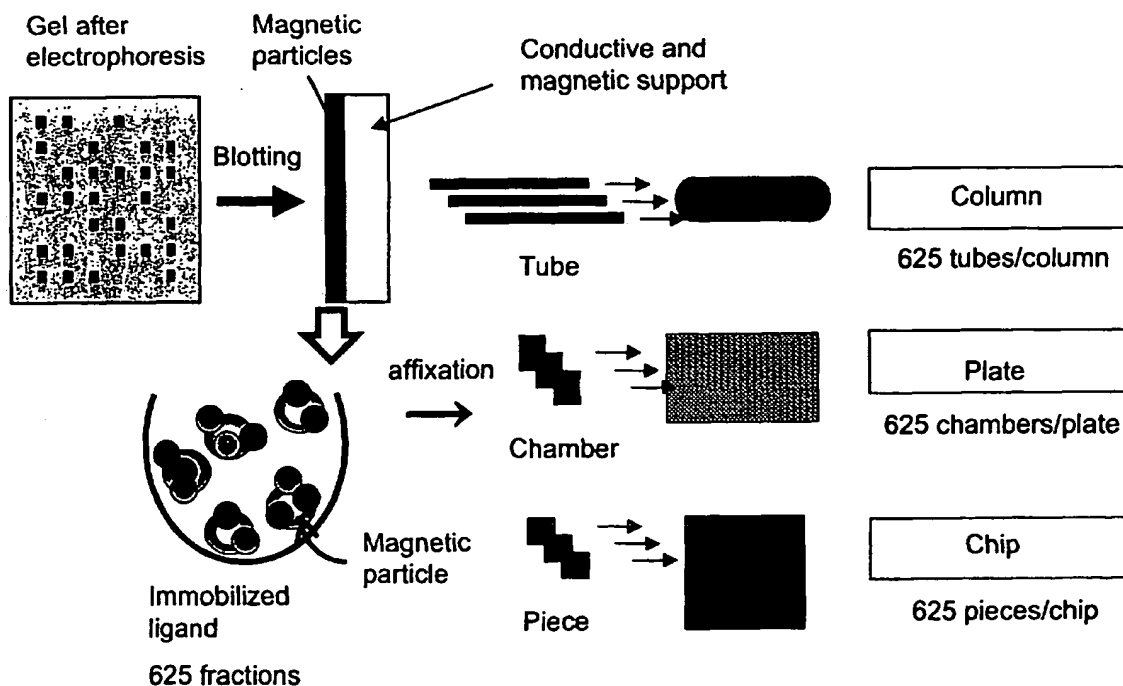 Gel after
electrophoresis
Magnetic
particles
Conductive and
magnetic support
Blotting
Tube
Column
625 tubes/column
affixation
Chamber
Plate
625 chambers/plate
Magnetic
particle
Immobilized
ligand
625 fractions
Piece
Chip
625 pieces/chip